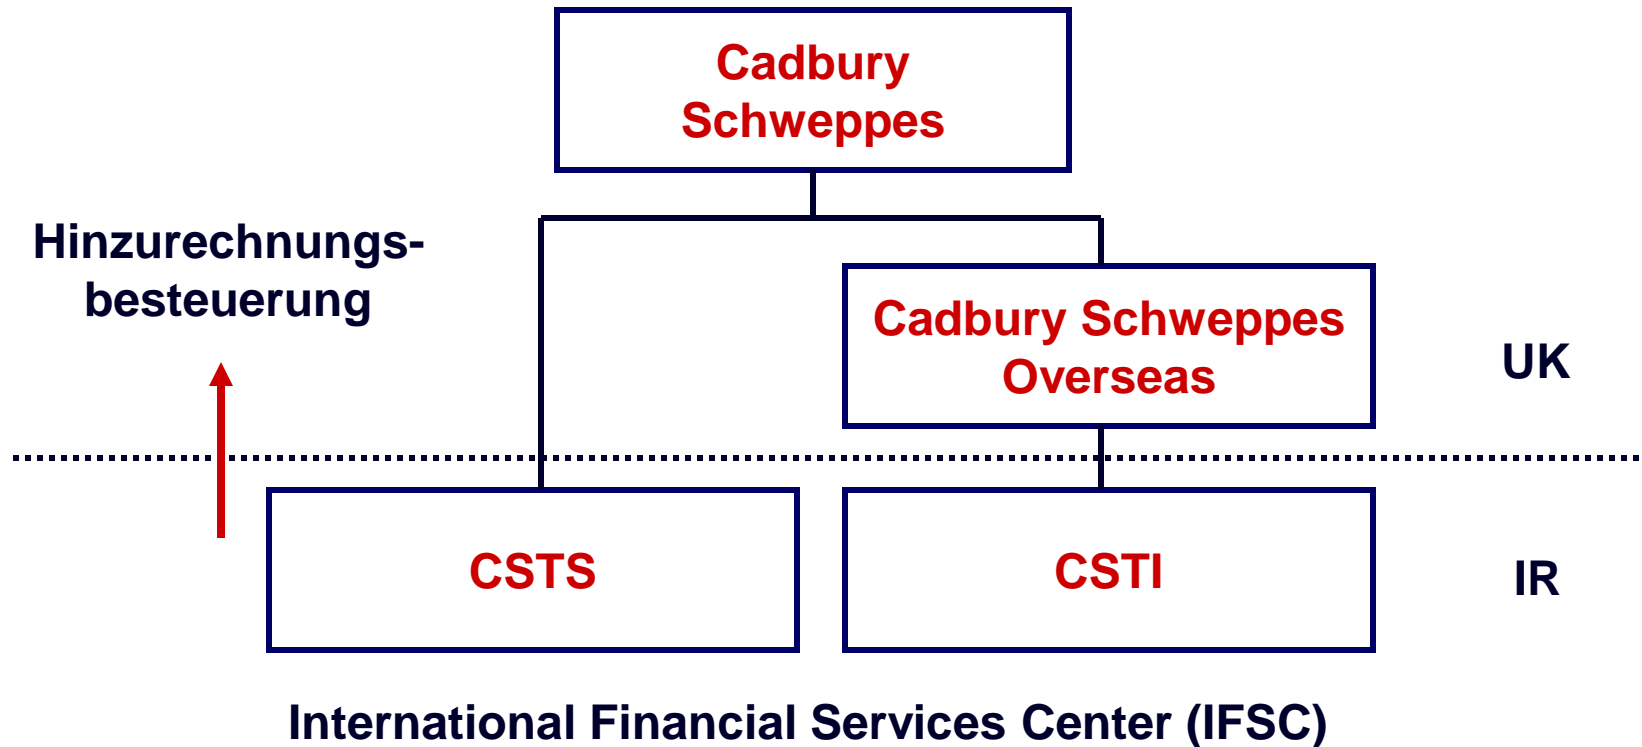 Cadbury
Schweppes
Hinzurechnungs-
besteuerung
Cadbury Schweppes
Overseas
UK
CSTS
CSTI
IR
International Financial Services Center (IFSC)